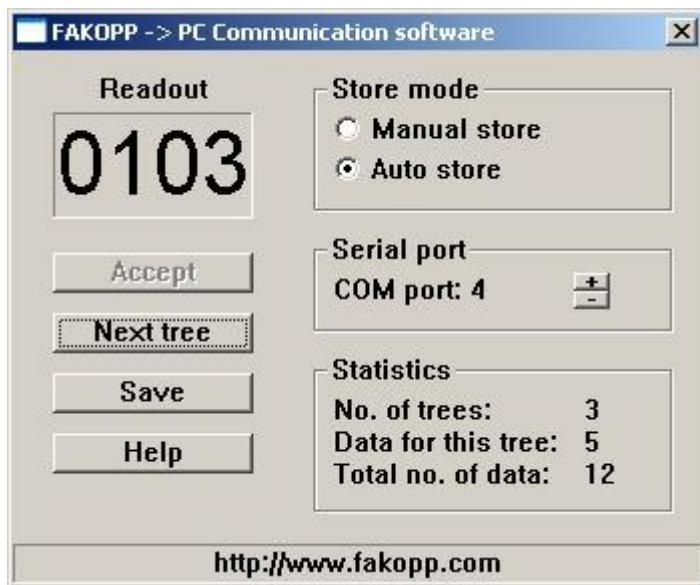 FAKOPP -> PC Communication software
Readout
0103
Accept
Next tree
Save
Help
Store mode
Manual store
Auto store
Serial port
COM port: 4
+
-
Statistics
No. of trees: 3
Data for this tree: 5
Total no. of data: 12
http://www.fakopp.com